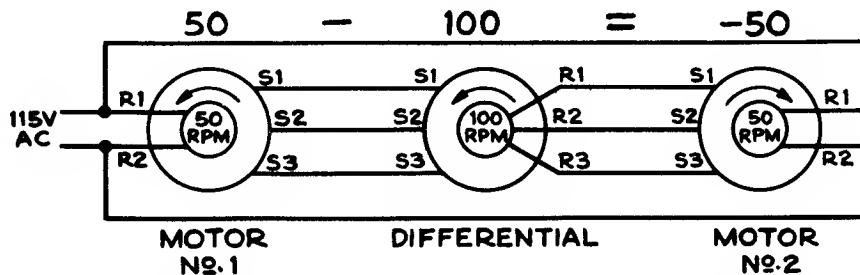 50 - 100 = -50
R1 S1 S1 R1 S1 R1
115V AC
50 RPM
S2 S2
100 RPM
R2 S2
50 RPM
R2 S3 S3 R3 S3 R2
MOTOR No.1
DIFFERENTIAL
MOTOR No.2